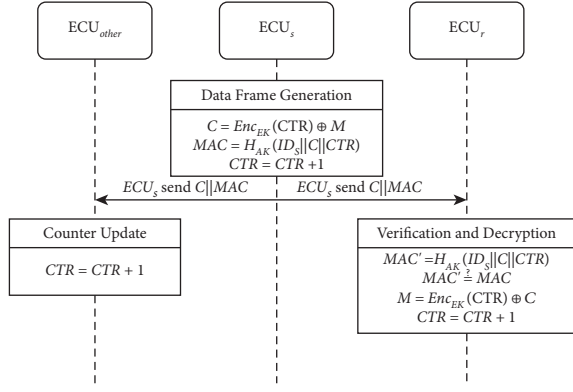 ECU_other
ECU_s
ECU_r
Data Frame Generation
C = Enc_EK(CTR) ⊕ M
MAC = H_AK(ID_S||C||CTR)
CTR = CTR +1
ECU_s send C||MAC
ECU_s send C||MAC
Counter Update
CTR = CTR + 1
Verification and Decryption
MAC' =H_AK(ID_S||C||CTR)
MAC' ≟ MAC
M = Enc_EK(CTR) ⊕ C
CTR = CTR + 1